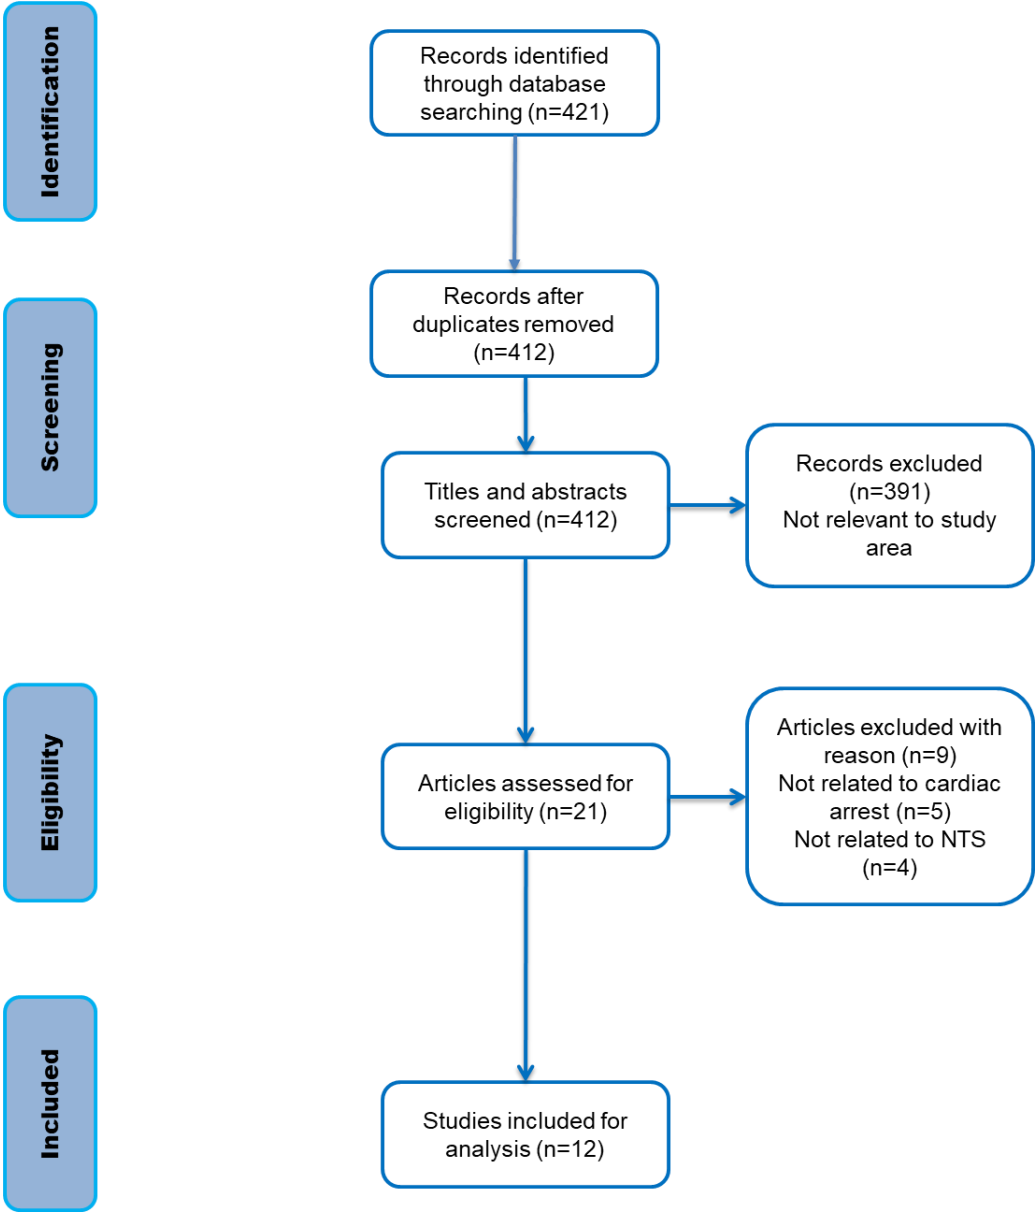 Identification
Records identified
through database
searching (n=421)
Screening
Records after
duplicates removed
(n=412)
Titles and abstracts
screened (n=412)
Records excluded
(n=391)
Not relevant to study
area
Eligibility
Articles assessed for
eligibility (n=21)
Articles excluded with
reason (n=9)
Not related to cardiac
arrest (n=5)
Not related to NTS
(n=4)
Included
Studies included for
analysis (n=12)